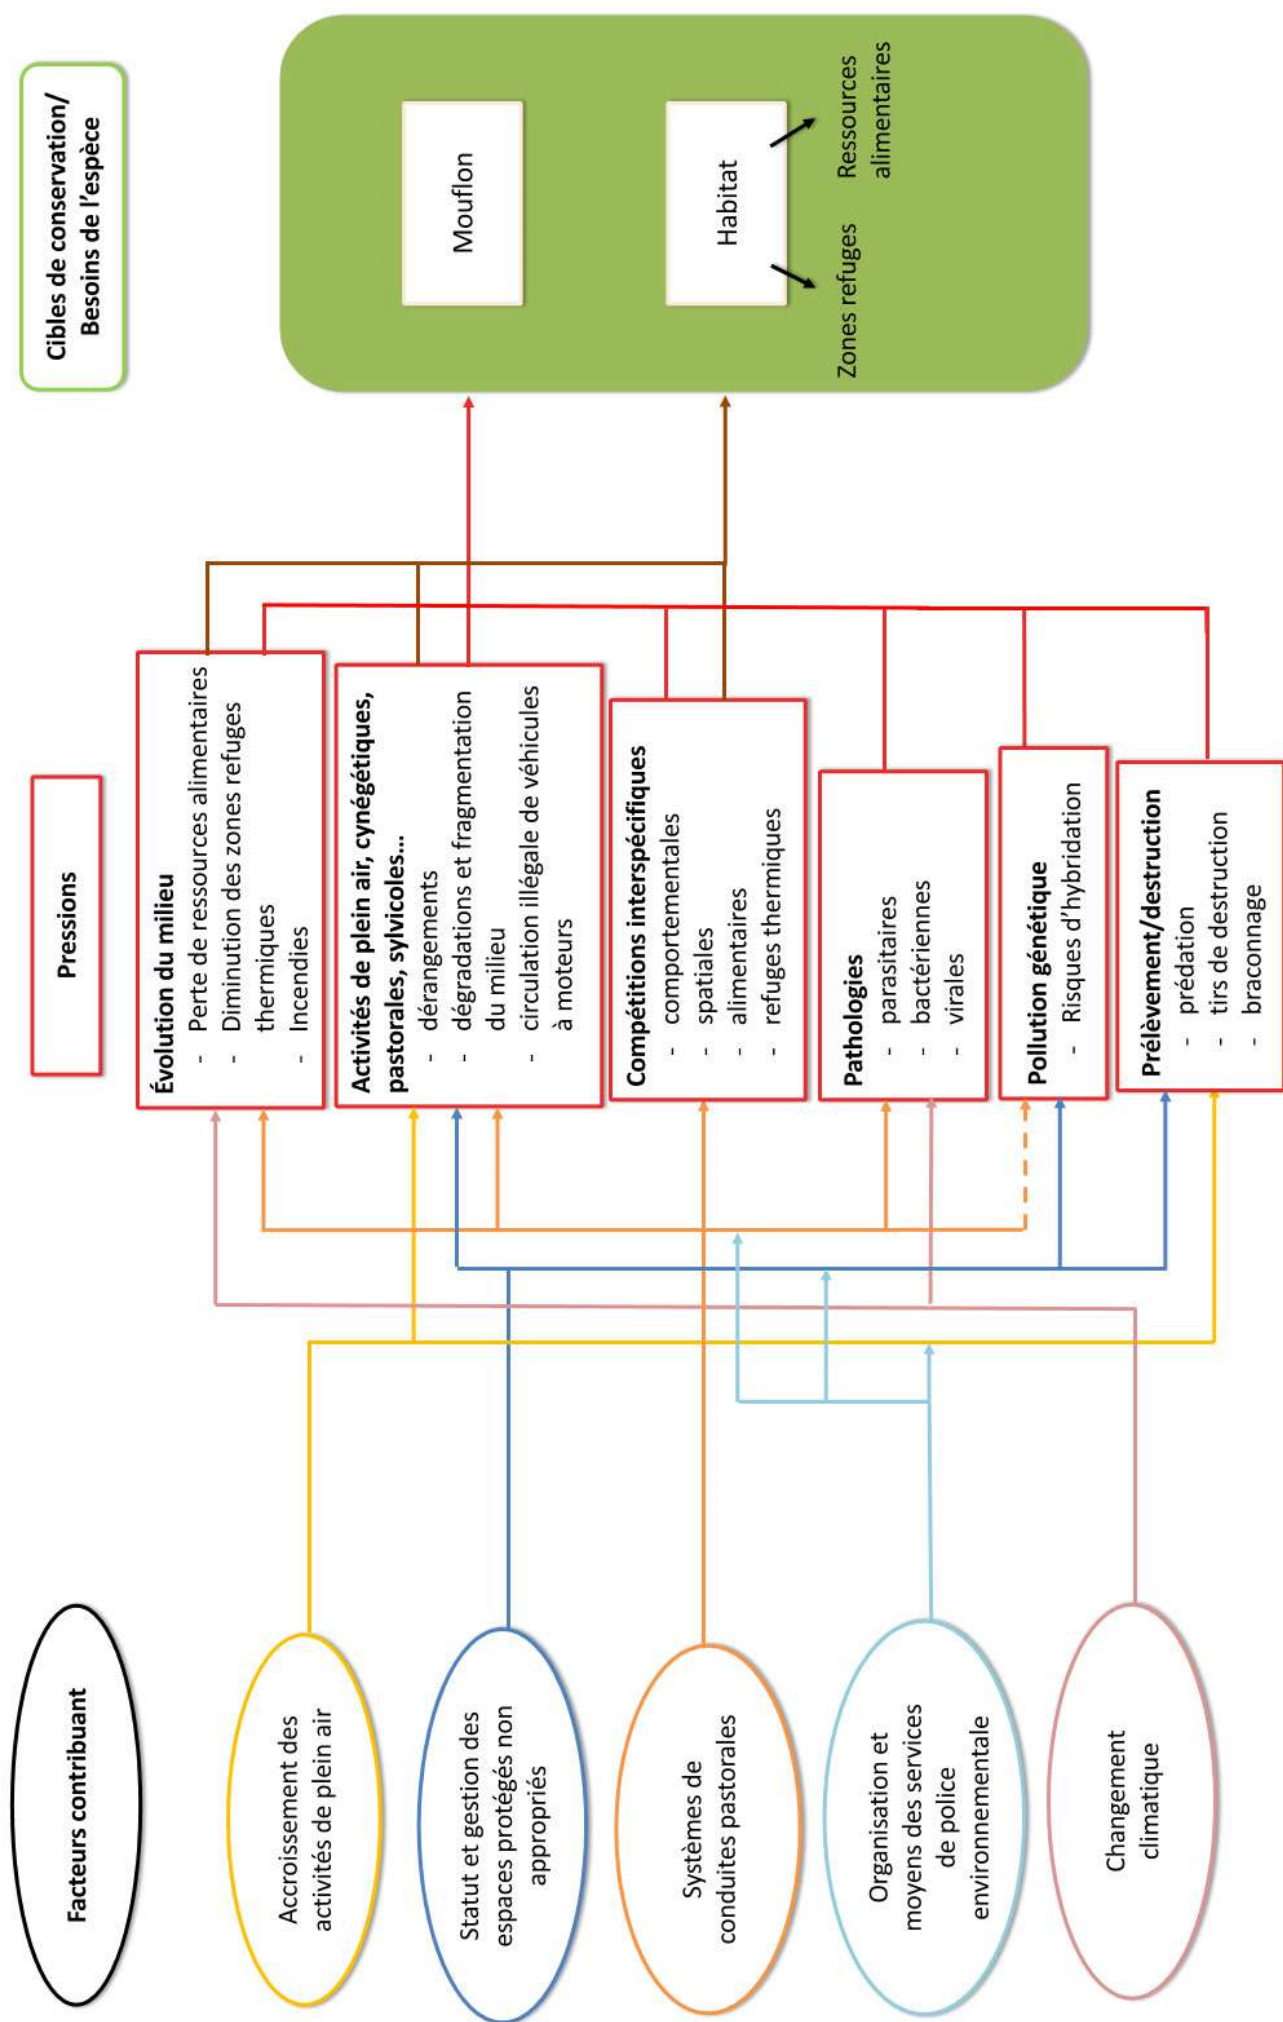 Facteurs contribuant
Pressions
Cibles de conservation/
Besoins de l'espèce
Accroissement des
activités de plein air
Statut et gestion des
espaces protégés non
appropriés
Systèmes de
conduites pastorales
Organisation et
moyens des services
de police
environnementale
Changement
climatique
Évolution du milieu
- Perte de ressources alimentaires
- Diminution des zones refuges
thermiques
- Incendies
Activités de plein air, cynégétiques,
pastorales, sylvicoles...
- dérangements
- dégradations et fragmentation
du milieu
- circulation illégale de véhicules
à moteurs
Compétitions interspécifiques
- comportementales
- spatiales
- alimentaires
- refuges thermiques
Pathologies
- parasitaires
- bactériennes
- virales
Pollution génétique
- Risques d'hybridation
Prélèvement/destruction
- prédation
- tirs de destruction
- braconnage
Mouflon
Habitat
Zones refuges
Ressources
alimentaires